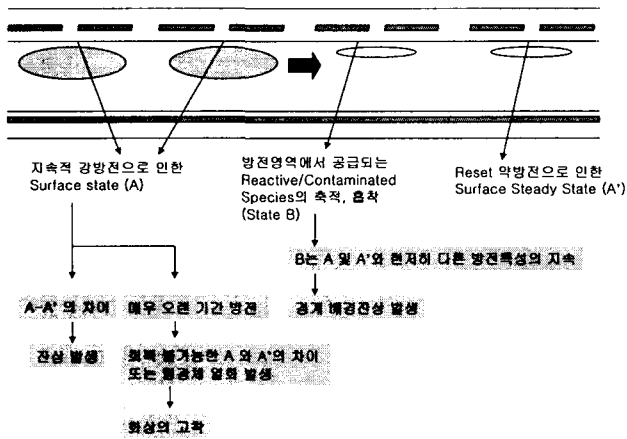 지속적 강방전으로 인한
Surface state (A)
방전영역에서 공급되는
Reactive/Contaminated
Species의 축적, 흡착
(State B)
Reset 약방전으로 인한
Surface Steady State (A')
B는 A 및 A'와 현저히 다른 방전특성의 지속
A-A' 의 차이
매우 오랜 기간 방전
경계 배경잔상 발생
잔상 발생
회복 불가능한 A 와 A'의 차이
또는 형광체 열화 발생
화상의 고착